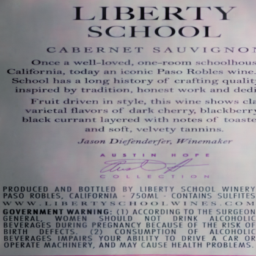 LIBERTY
SCHOOL
CABERNET SAUVIGNON
Once a well-loved, one-room schoolhouse
California, today an iconic Paso Robles wine.
School has a long history of crafting quality
inspired by tradition, honest work and dedi
Fruit driven in style, this wine shows cla
varietal flavors of dark cherry, blackberry
black currant layered with notes of toaste
and soft, velvety tannins.
Jason Diefenderfer, Winemaker
AUSTIN HOPE
COLLECTION
PRODUCED AND BOTTLED BY LIBERTY SCHOOL WINERY
PASO ROBLES, CALIFORNIA - 750ML - CONTAINS SULFITES
WWW.LIBERTYSCHOOLWINES.COM
GOVERNMENT WARNING: (1) ACCORDING TO THE SURGEON
GENERAL, WOMEN SHOULD NOT DRINK ALCOHOLIC
BEVERAGES DURING PREGNANCY BECAUSE OF THE RISK OF
BIRTH DEFECTS. (2) CONSUMPTION OF ALCOHOLIC
BEVERAGES IMPAIRS YOUR ABILITY TO DRIVE A CAR OR
OPERATE MACHINERY, AND MAY CAUSE HEALTH PROBLEMS.